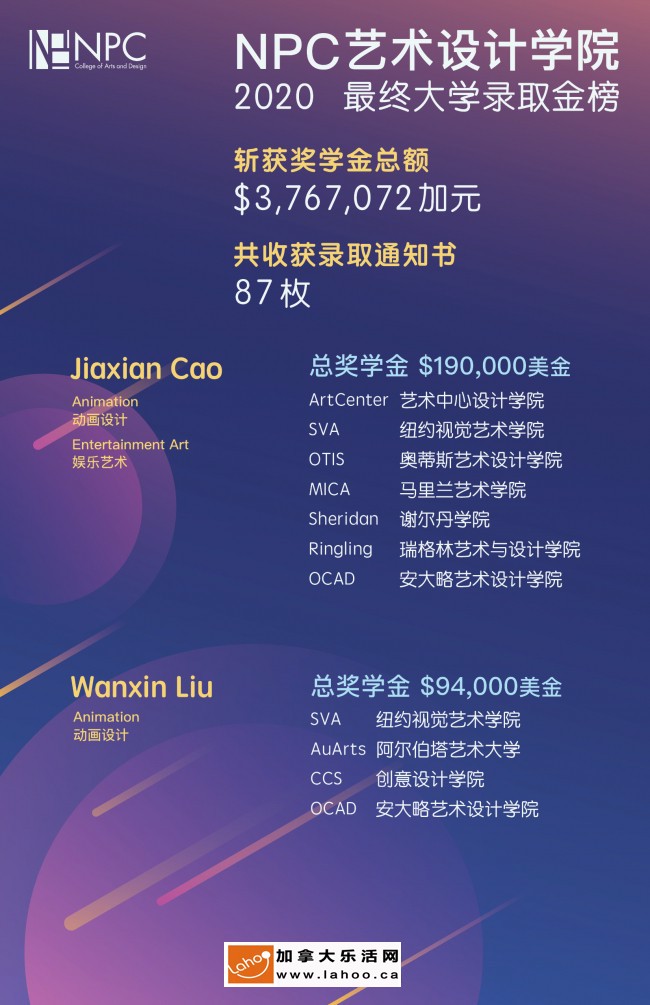 NPC
College of Arts and Design
NPC艺术设计学院
2020 最终大学录取金榜
斩获奖学金总额
$3,767,072加元
共收获录取通知书
87枚
Jiaxian Cao
Animation
动画设计
Entertainment Art
娱乐艺术
总奖学金 $190,000美金
ArtCenter 艺术中心设计学院
SVA 纽约视觉艺术学院
OTIS 奥蒂斯艺术设计学院
MICA 马里兰艺术学院
Sheridan 谢尔丹学院
Ringling 瑞格林艺术与设计学院
OCAD 安大略艺术设计学院
Wanxin Liu
Animation
动画设计
总奖学金 $94,000美金
SVA 纽约视觉艺术学院
AuArts 阿尔伯塔艺术大学
CCS 创意设计学院
OCAD 安大略艺术设计学院
Lahoo
加拿大乐活网
www.lahoo.ca